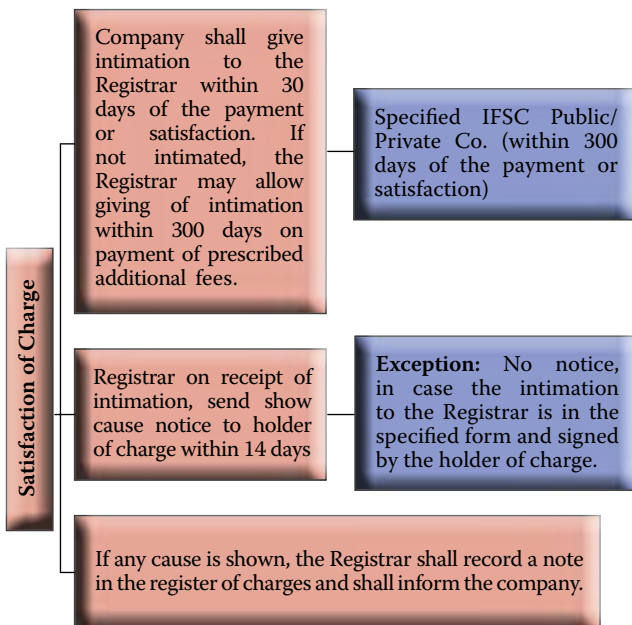 Satisfaction of Charge
Company shall give
intimation to the
Registrar within 30
days of the payment
or satisfaction. If
not intimated, the
Registrar may allow
giving of intimation
within 300 days on
payment of prescribed
additional fees.
Specified IFSC Public/
Private Co. (within 300
days of the payment or
satisfaction)
Registrar on receipt of
intimation, send show
cause notice to holder
of charge within 14 days
Exception: No notice,
in case the intimation
to the Registrar is in the
specified form and signed
by the holder of charge.
If any cause is shown, the Registrar shall record a note
in the register of charges and shall inform the company.